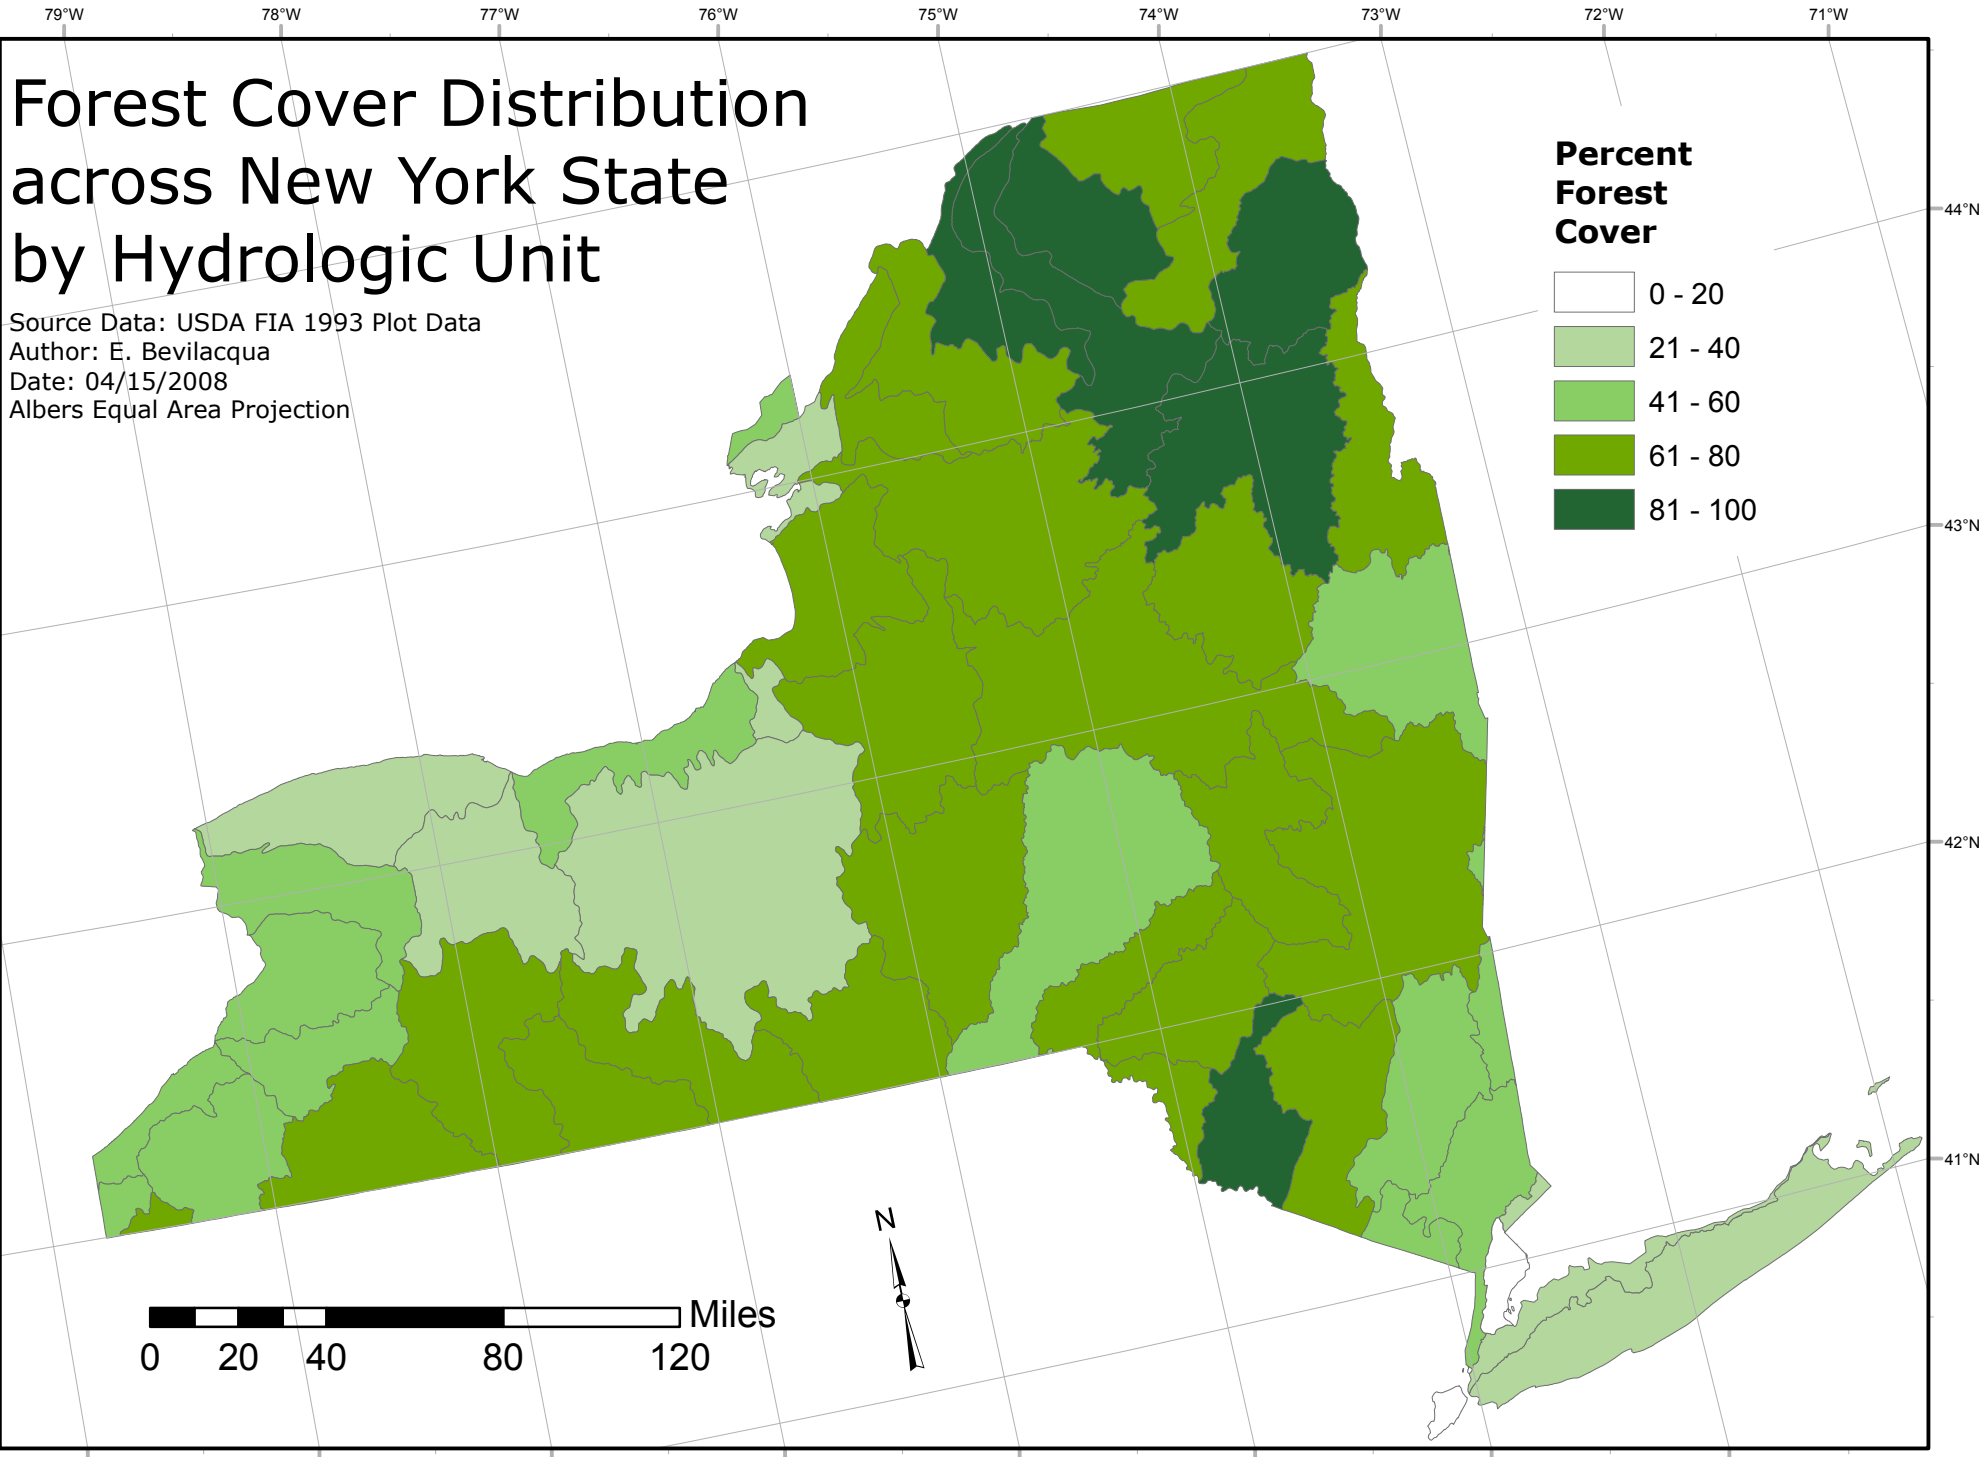 79°W 78°W 77°W 76°W 75°W 74°W 73°W 72°W 71°W
Forest Cover Distribution
across New York State
by Hydrologic Unit
Source Data: USDA FIA 1993 Plot Data
Author: E. Bevilacqua
Date: 04/15/2008
Albers Equal Area Projection
Percent
Forest
Cover
0 - 20
21 - 40
41 - 60
61 - 80
81 - 100
44°N
43°N
42°N
41°N
N
Miles
0 20 40 80 120